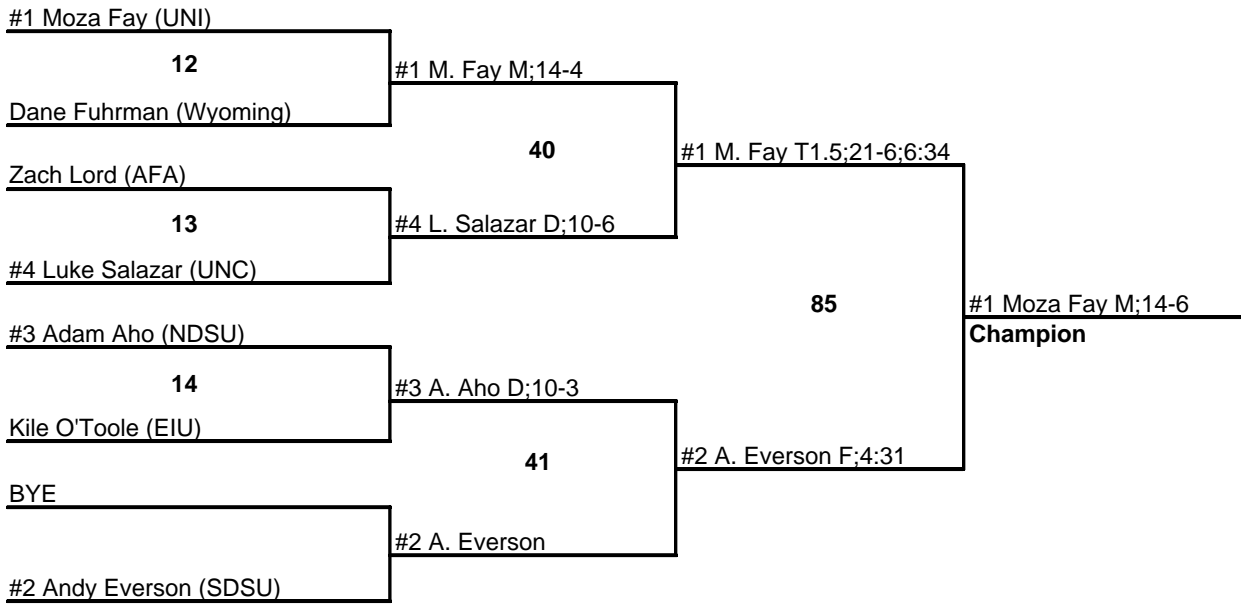 #1 Moza Fay (UNI)
12
#1 M. Fay M;14-4
Dane Fuhrman (Wyoming)
40
#1 M. Fay T1.5;21-6;6:34
Zach Lord (AFA)
13
#4 L. Salazar D;10-6
#4 Luke Salazar (UNC)
85
#1 Moza Fay M;14-6
Champion
#3 Adam Aho (NDSU)
14
#3 A. Aho D;10-3
Kile O'Toole (EIU)
41
#2 A. Everson F;4:31
BYE
#2 A. Everson
#2 Andy Everson (SDSU)